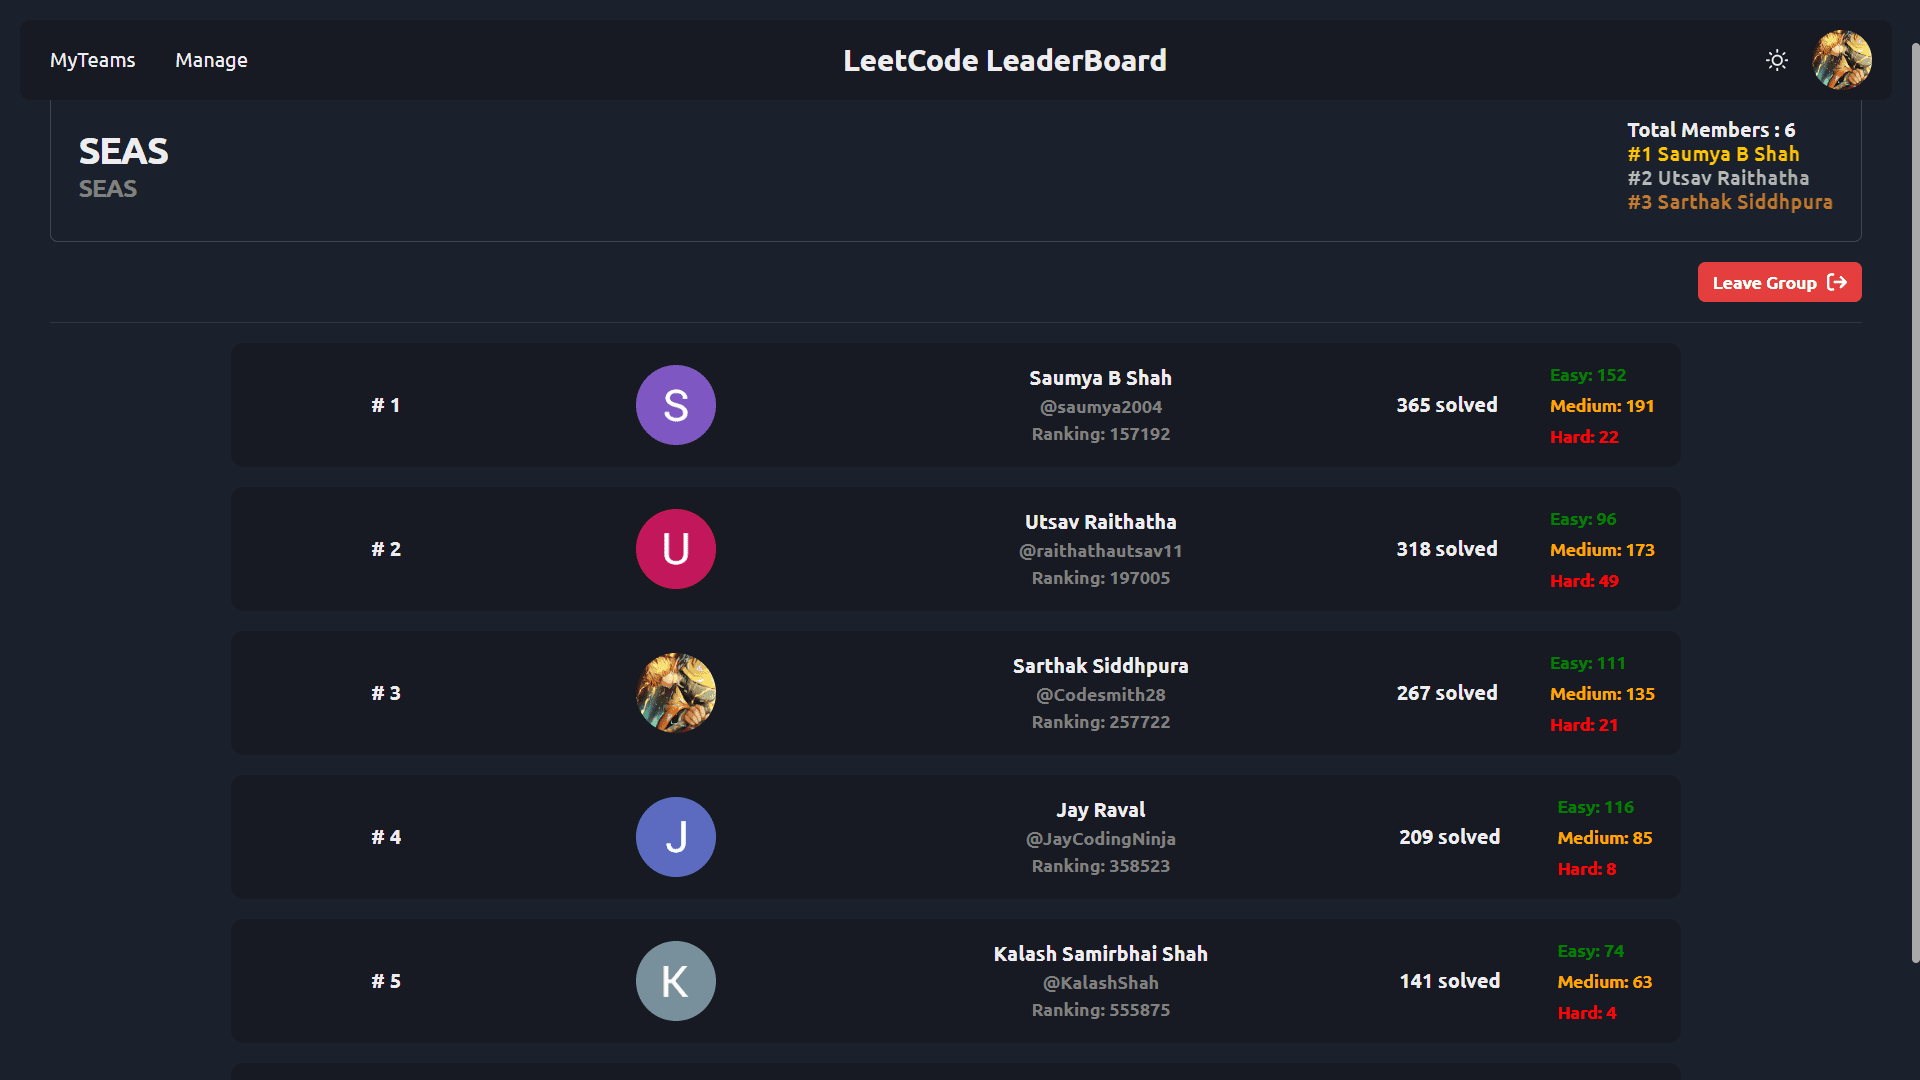 MyTeams
Manage
LeetCode LeaderBoard
SEAS
SEAS
Total Members : 6
#1 Saumya B Shah
#2 Utsav Raithatha
#3 Sarthak Siddhpura
Leave Group
# 1
S
Saumya B Shah
@saumya2004
Ranking: 157192
365 solved
Easy: 152
Medium: 191
Hard: 22
# 2
U
Utsav Raithatha
@raithathautsav11
Ranking: 197005
318 solved
Easy: 96
Medium: 173
Hard: 49
# 3
Sarthak Siddhpura
@Codesmith28
Ranking: 257722
267 solved
Easy: 111
Medium: 135
Hard: 21
# 4
J
Jay Raval
@JayCodingNinja
Ranking: 358523
209 solved
Easy: 116
Medium: 85
Hard: 8
# 5
K
Kalash Samirbhai Shah
@KalashShah
Ranking: 555875
141 solved
Easy: 74
Medium: 63
Hard: 4